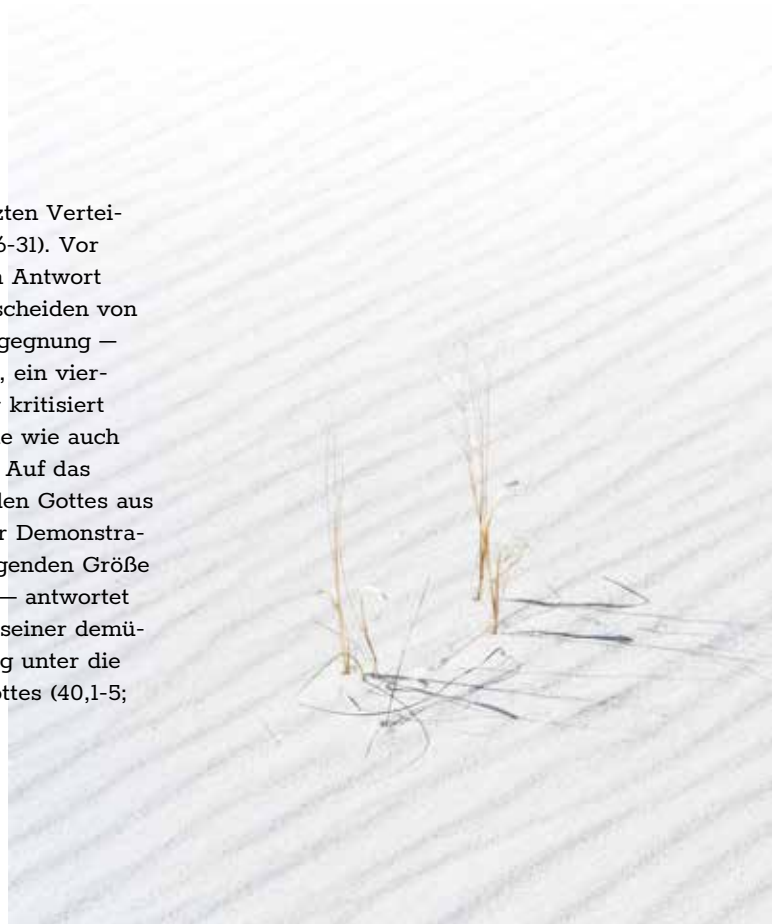 zten Vertei-
6-31). Vor
n Antwort
scheiden von
gegnung —
, ein vier-
kritisiert
e wie auch
Auf das
den Gottes aus
r Demonstra-
genden Größe
— antwortet
seiner demü-
g unter die
ottes (40,1-5;